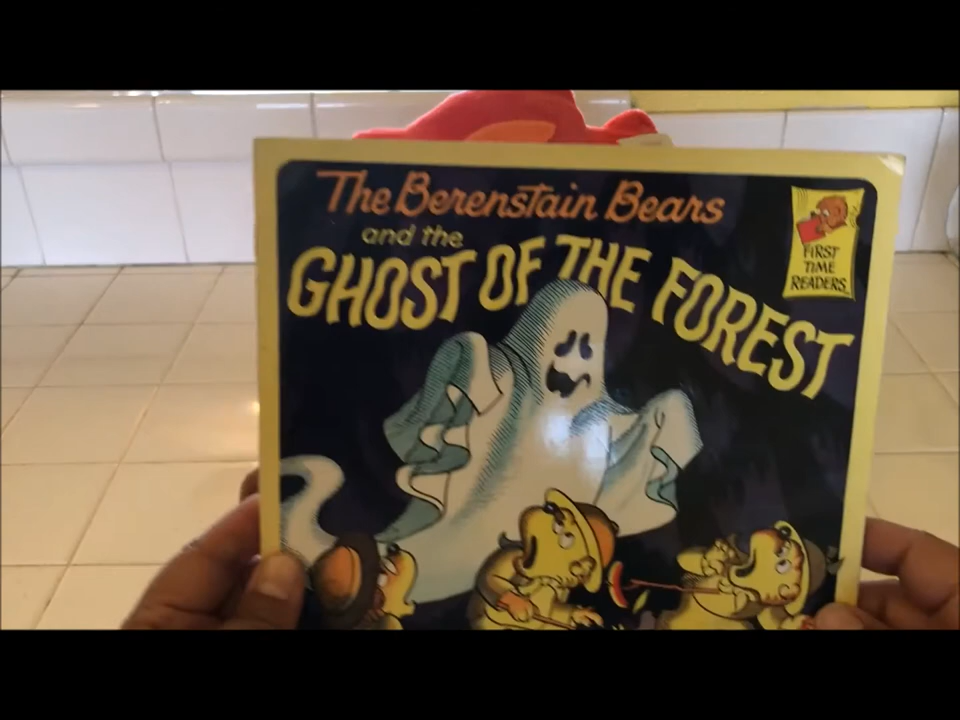 The Berenstain Bears
and the
GHOST OF THE FOREST
FIRST
TIME
READERS